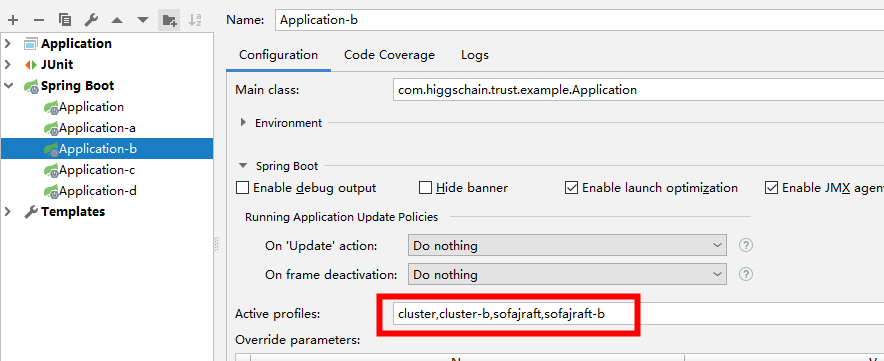 Name: Application-b
Application
JUnit
Spring Boot
Application
Application-a
Application-b
Application-c
Application-d
Templates
Configuration Code Coverage Logs
Main class: com.higgschain.trust.example.Application
Environment
Spring Boot
Enable debug output Hide banner Enable launch optimization Enable JMX agen
Running Application Update Policies
On 'Update' action: Do nothing ?
On frame deactivation: Do nothing ?
Active profiles: cluster,cluster-b,sofajraft,sofajraft-b
Override parameters: